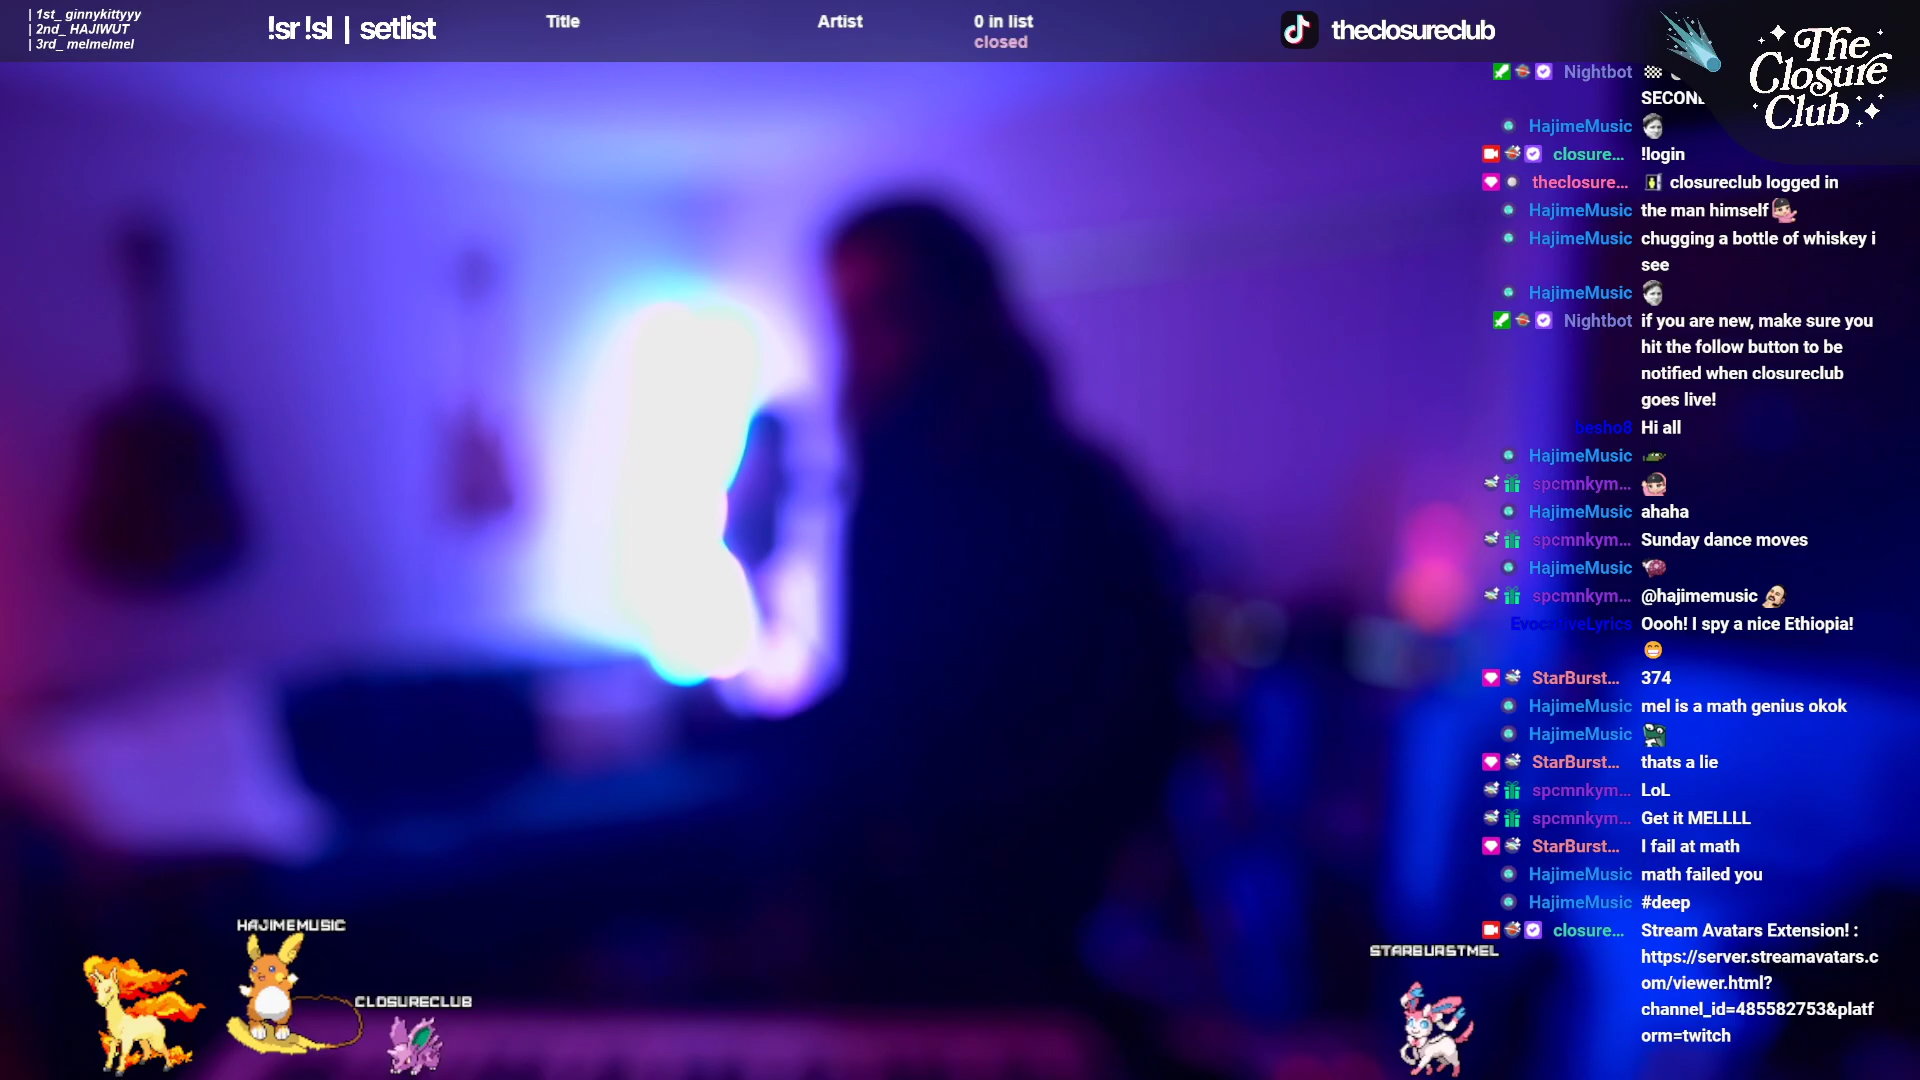 | 1st_ ginnykittyyy
| 2nd_ HAJIWUT
| 3rd_ melmelmel
!sr !sl | setlist
Title
Artist
0 in list
closed
theclosureclub
The
Closure
Club
Nightbot
HajimeMusic
closure... !login
theclosure... closureclub logged in
HajimeMusic the man himself
HajimeMusic chugging a bottle of whiskey i
see
HajimeMusic
Nightbot if you are new, make sure you
hit the follow button to be
notified when closureclub
goes live!
besho8 Hi all
HajimeMusic
spcmnkym...
HajimeMusic ahaha
spcmnkym... Sunday dance moves
HajimeMusic
spcmnkym... @hajimemusic
EvocativeLyrics Oooh! I spy a nice Ethiopia!
StarBurst... 374
HajimeMusic mel is a math genius okok
HajimeMusic
StarBurst... thats a lie
spcmnkym... LoL
spcmnkym... Get it MELLLL
StarBurst... I fail at math
HajimeMusic math failed you
HajimeMusic #deep
closure... Stream Avatars Extension! :
https://server.streamavatars.c
om/viewer.html?
channel_id=485582753&platf
orm=twitch
HAJIMEMUSIC
CLOSURECLUB
STARBURSTMEL